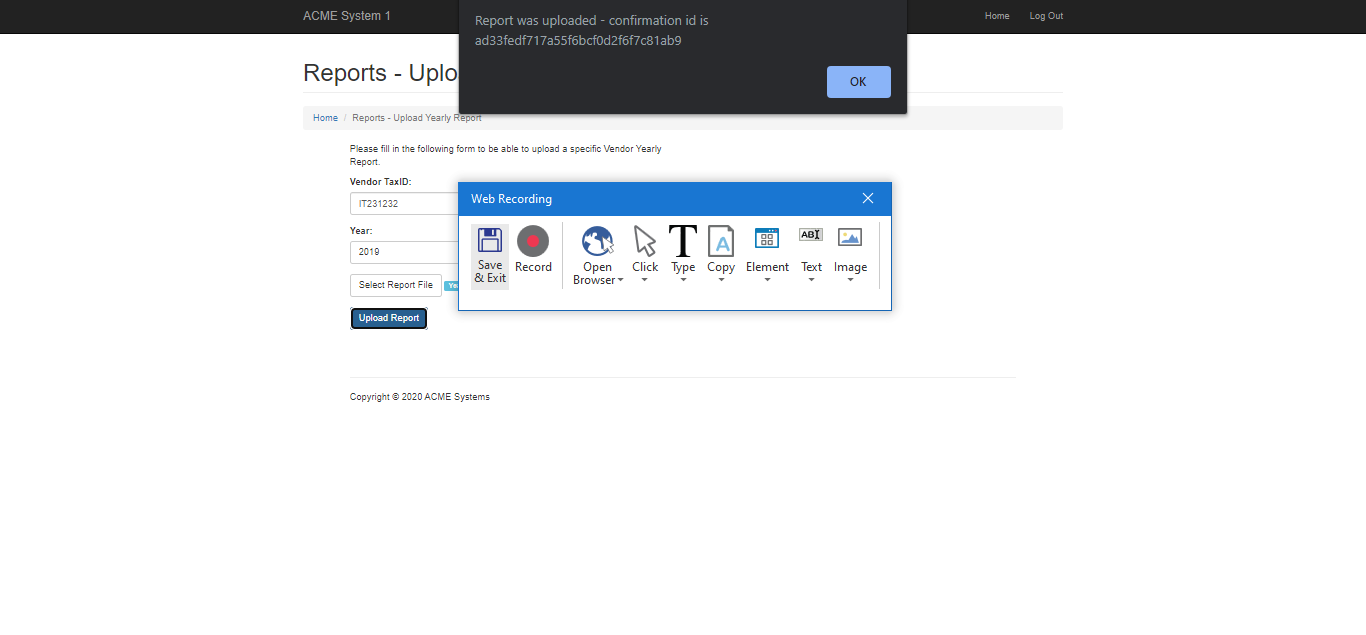 ACME System 1
Home
Log Out
Report was uploaded - confirmation id is
ad33fedf717a55f6bcf0d2f6f7c81ab9
OK
Reports - Uplo
Home / Reports - Upload Yearly Report
Please fill in the following form to be able to upload a specific Vendor Yearly
Report.
Vendor TaxID:
IT231232
Year:
2019
Select Report File
Ye
Upload Report
Web Recording
Save
& Exit
Record
Open
Browser
Click
Type
Copy
Element
Text
Image
A
ABI
Copyright © 2020 ACME Systems